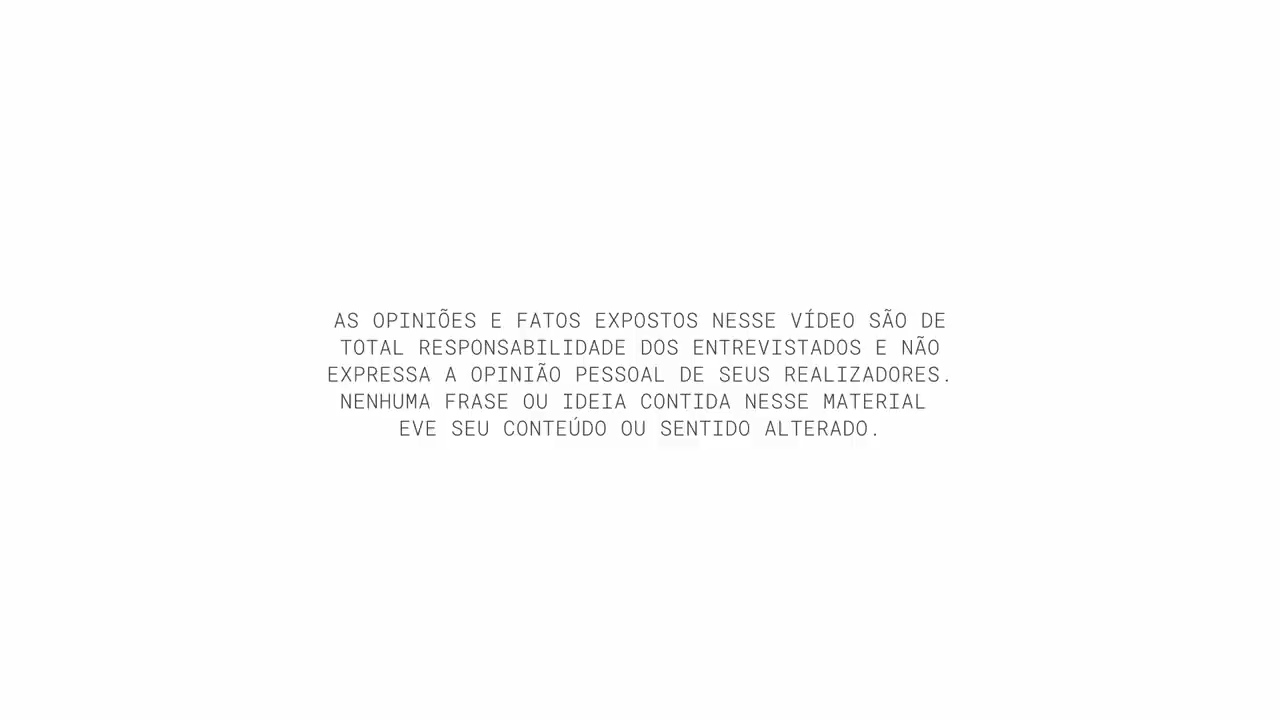 AS OPINIÕES E FATOS EXPOSTOS NESSE VÍDEO SÃO DE
TOTAL RESPONSABILIDADE DOS ENTREVISTADOS E NÃO
EXPRESSA A OPINIÃO PESSOAL DE SEUS REALIZADORES.
NENHUMA FRASE OU IDEIA CONTIDA NESSE MATERIAL
EVE SEU CONTEÚDO OU SENTIDO ALTERADO.